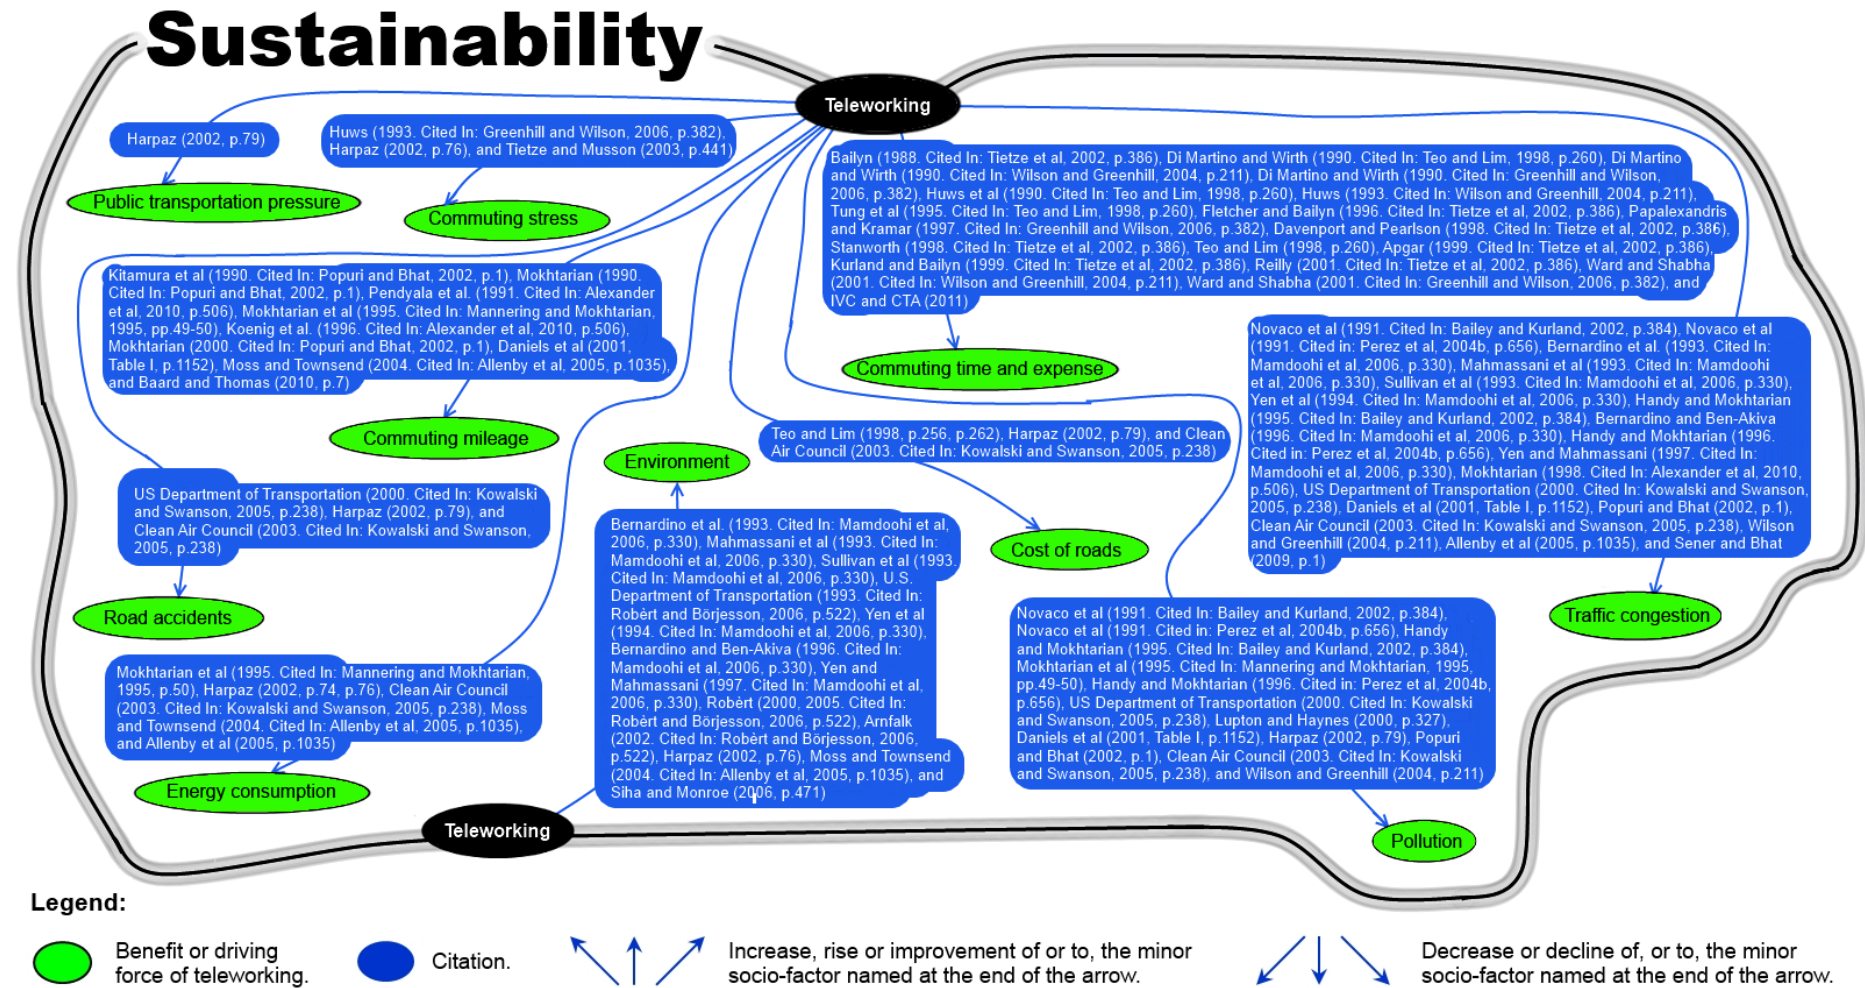 Sustainability
Teleworking
Harpaz (2002, p.79)
Public transportation pressure
Huws (1993. Cited In: Greenhill and Wilson, 2006, p.382),
Harpaz (2002, p.76), and Tietze and Musson (2003, p.441)
Commuting stress
Bailyn (1988. Cited In: Tietze et al, 2002, p.386), Di Martino and Wirth (1990. Cited In: Teo and Lim, 1998, p.260), Di Martino
and Wirth (1990. Cited In: Wilson and Greenhill, 2004, p.211), Di Martino and Wirth (1990. Cited In: Greenhill and Wilson,
2006, p.382), Huws et al (1990. Cited In: Teo and Lim, 1998, p.260), Huws (1993. Cited In: Wilson and Greenhill, 2004, p.211),
Tung et al (1995. Cited In: Teo and Lim, 1998, p.260), Fletcher and Bailyn (1996. Cited In: Tietze et al, 2002, p.386), Papalexandris
and Kramar (1997. Cited In: Greenhill and Wilson, 2006, p.382), Davenport and Pearlson (1998. Cited In: Tietze et al, 2002, p.386),
Stanworth (1998. Cited In: Tietze et al, 2002, p.386), Teo and Lim (1998, p.260), Apgar (1999. Cited In: Tietze et al, 2002, p.386),
Kurland and Bailyn (1999. Cited In: Tietze et al, 2002, p.386), Reilly (2001. Cited In: Tietze et al, 2002, p.386), Ward and Shabha
(2001. Cited In: Wilson and Greenhill, 2004, p.211), Ward and Shabha (2001. Cited In: Greenhill and Wilson, 2006, p.382), and
IVC and CTA (2011)
Commuting time and expense
Kitamura et al (1990. Cited In: Popuri and Bhat, 2002, p.1), Mokhtarian (1990.
Cited In: Popuri and Bhat, 2002, p.1), Pendyala et al. (1991. Cited In: Alexander
et al, 2010, p.506), Mokhtarian et al (1995. Cited In: Mannering and Mokhtarian,
1995, pp.49-50), Koenig et al. (1996. Cited In: Alexander et al, 2010, p.506),
Mokhtarian (2000. Cited In: Popuri and Bhat, 2002, p.1), Daniels et al (2001,
Table I, p.1152), Moss and Townsend (2004. Cited In: Allenby et al, 2005, p.1035),
and Baard and Thomas (2010, p.7)
Commuting mileage
Novaco et al (1991. Cited In: Bailey and Kurland, 2002, p.384), Novaco et al
(1991. Cited in: Perez et al, 2004b, p.656), Bernardino et al. (1993. Cited In:
Mamdoohi et al, 2006, p.330), Mahmassani et al (1993. Cited In: Mamdoohi
et al, 2006, p.330), Sullivan et al (1993. Cited In: Mamdoohi et al, 2006, p.330),
Yen et al (1994. Cited In: Mamdoohi et al, 2006, p.330), Handy and Mokhtarian
(1995. Cited In: Bailey and Kurland, 2002, p.384), Bernardino and Ben-Akiva
(1996. Cited In: Mamdoohi et al, 2006, p.330), Handy and Mokhtarian (1996.
Cited in: Perez et al, 2004b, p.656), Yen and Mahmassani (1997. Cited In:
Mamdoohi et al, 2006, p.330), Mokhtarian (1998. Cited In: Alexander et al, 2010,
p.506), US Department of Transportation (2000. Cited In: Kowalski and Swanson,
2005, p.238), Daniels et al (2001, Table I, p.1152), Popuri and Bhat (2002, p.1),
Clean Air Council (2003. Cited In: Kowalski and Swanson, 2005, p.238), Wilson
and Greenhill (2004, p.211), Allenby et al (2005, p.1035), and Sener and Bhat
(2009, p.1)
Traffic congestion
Teo and Lim (1998, p.256, p.262), Harpaz (2002, p.79), and Clean
Air Council (2003. Cited In: Kowalski and Swanson, 2005, p.238)
Cost of roads
Environment
Bernardino et al. (1993. Cited In: Mamdoohi et al,
2006, p.330), Mahmassani et al (1993. Cited In:
Mamdoohi et al, 2006, p.330), Sullivan et al (1993.
Cited In: Mamdoohi et al, 2006, p.330), U.S.
Department of Transportation (1993. Cited In:
Robèrt and Börjesson, 2006, p.522), Yen et al
(1994. Cited In: Mamdoohi et al, 2006, p.330),
Bernardino and Ben-Akiva (1996. Cited In:
Mamdoohi et al, 2006, p.330), Yen and
Mahmassani (1997. Cited In: Mamdoohi et al,
2006, p.330), Robèrt (2000, 2005. Cited In:
Robèrt and Börjesson, 2006, p.522), Arnfalk
(2002. Cited In: Robèrt and Börjesson, 2006,
p.522), Harpaz (2002, p.76), Moss and Townsend
(2004. Cited In: Allenby et al, 2005, p.1035), and
Siha and Monroe (2006, p.471)
US Department of Transportation (2000. Cited In: Kowalski
and Swanson, 2005, p.238), Harpaz (2002, p.79), and
Clean Air Council (2003. Cited In: Kowalski and Swanson,
2005, p.238)
Road accidents
Mokhtarian et al (1995. Cited In: Mannering and Mokhtarian,
1995, p.50), Harpaz (2002, p.74, p.76), Clean Air Council
(2003. Cited In: Kowalski and Swanson, 2005, p.238), Moss
and Townsend (2004. Cited In: Allenby et al, 2005, p.1035),
and Allenby et al (2005, p.1035)
Energy consumption
Novaco et al (1991. Cited In: Bailey and Kurland, 2002, p.384),
Novaco et al (1991. Cited in: Perez et al, 2004b, p.656), Handy
and Mokhtarian (1995. Cited In: Bailey and Kurland, 2002, p.384),
Mokhtarian et al (1995. Cited In: Mannering and Mokhtarian, 1995,
pp.49-50), Handy and Mokhtarian (1996. Cited in: Perez et al, 2004b,
p.656), US Department of Transportation (2000. Cited In: Kowalski
and Swanson, 2005, p.238), Lupton and Haynes (2000, p.327),
Daniels et al (2001, Table I, p.1152), Harpaz (2002, p.79), Popuri
and Bhat (2002, p.1), Clean Air Council (2003. Cited In: Kowalski
and Swanson, 2005, p.238), and Wilson and Greenhill (2004, p.211)
Pollution
Teleworking
Legend:
Benefit or driving
force of teleworking.
Citation.
Increase, rise or improvement of or to, the minor
socio-factor named at the end of the arrow.
Decrease or decline of, or to, the minor
socio-factor named at the end of the arrow.